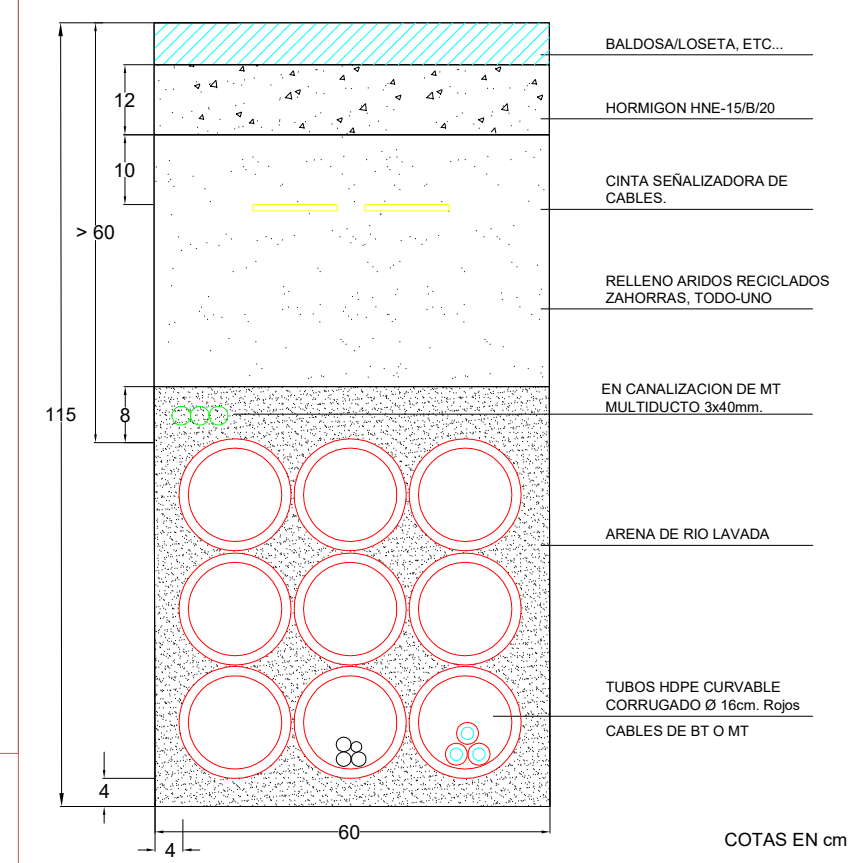 BALDOSA/LOSETA, ETC...
12
HORMIGON HNE-15/B/20
10
CINTA SEÑALIZADORA DE
CABLES.
> 60
RELLENO ARIDOS RECICLADOS
ZAHORRAS, TODO-UNO
EN CANALIZACION DE MT
MULTIDUCTO 3x40mm.
115
8
ARENA DE RIO LAVADA
TUBOS HDPE CURVABLE
CORRUGADO Ø 16cm. Rojos
CABLES DE BT O MT
4
60
4
COTAS EN cm